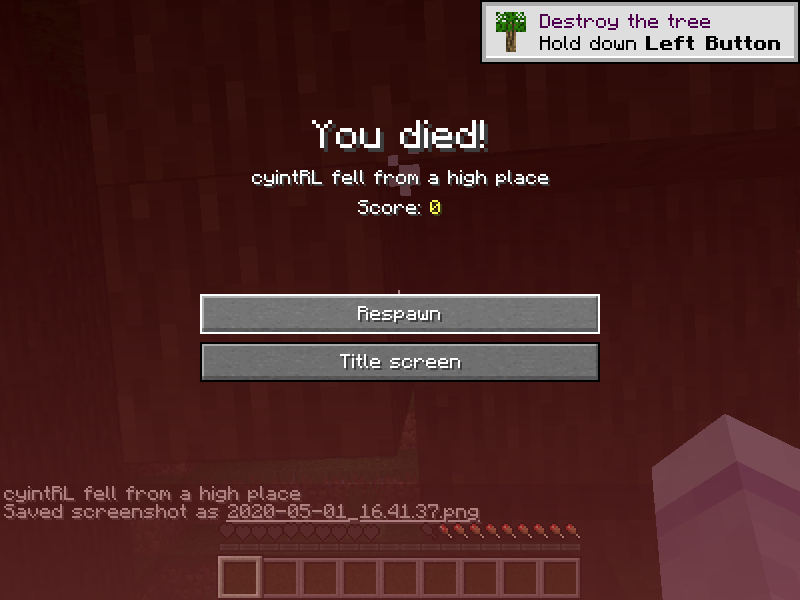 Destroy the tree
Hold down Left Button
You died!
cyintRL fell from a high place
Score: 0
Respawn
Title screen
cyintRL fell from a high place
Saved screenshot as 2020-05-01_16.41.37.png